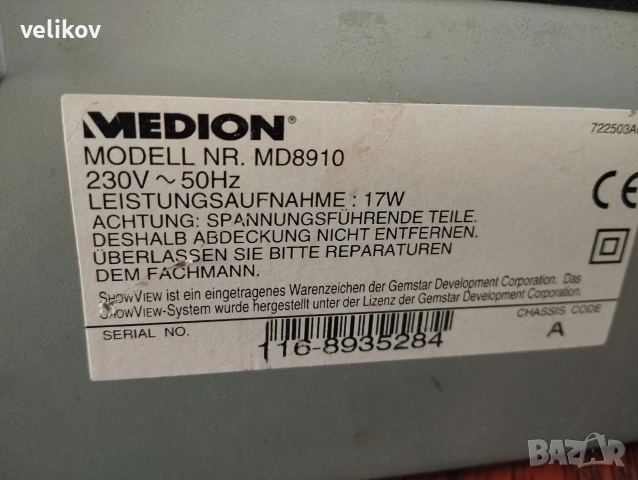 velikov
MEDION®
722503A
MODELL NR. MD8910
230V ~ 50Hz
LEISTUNGSAUFNAHME : 17W
CE
ACHTUNG: SPANNUNGSFÜHRENDE TEILE.
DESHALB ABDECKUNG NICHT ENTFERNEN.
ÜBERLASSEN SIE BITTE REPARATUREN
DEM FACHMANN.
SHOWVIEW ist ein eingetragenes Warenzeichen der Gemstar Development Corporation. Das
SHOWVIEW-System wurde hergestellt unter der Lizenz der Gemstar Development Corporation.
SERIAL NO.
116-8935284
CHASSIS CODE
A
BAZAR